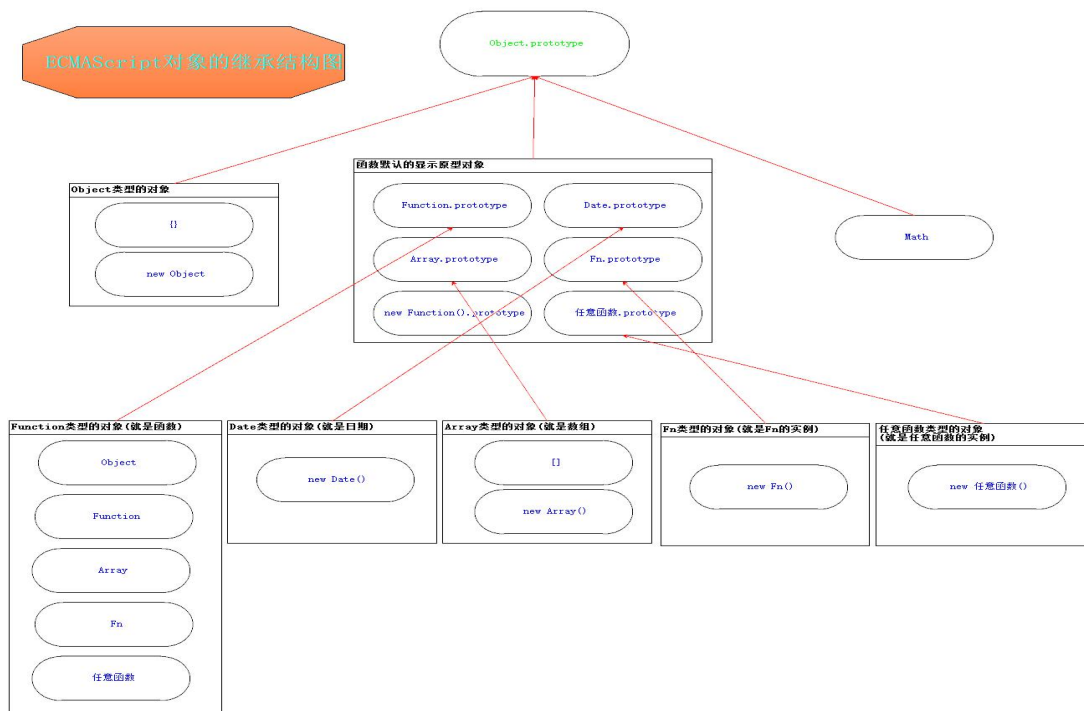 ECMAScript对象的继承结构图
Object.prototype
Object类型的对象
{}
new Object
函数默认的显示原型对象
Function.prototype
Date.prototype
Array.prototype
Fn.prototype
new Function().prototype
任意函数.prototype
Math
Function类型的对象(就是函数)
Object
Function
Array
Fn
任意函数
Date类型的对象(就是日期)
new Date()
Array类型的对象(就是数组)
[]
new Array()
Fn类型的对象(就是Fn的实例)
new Fn()
任意函数类型的对象
(就是任意函数的实例)
new 任意函数()